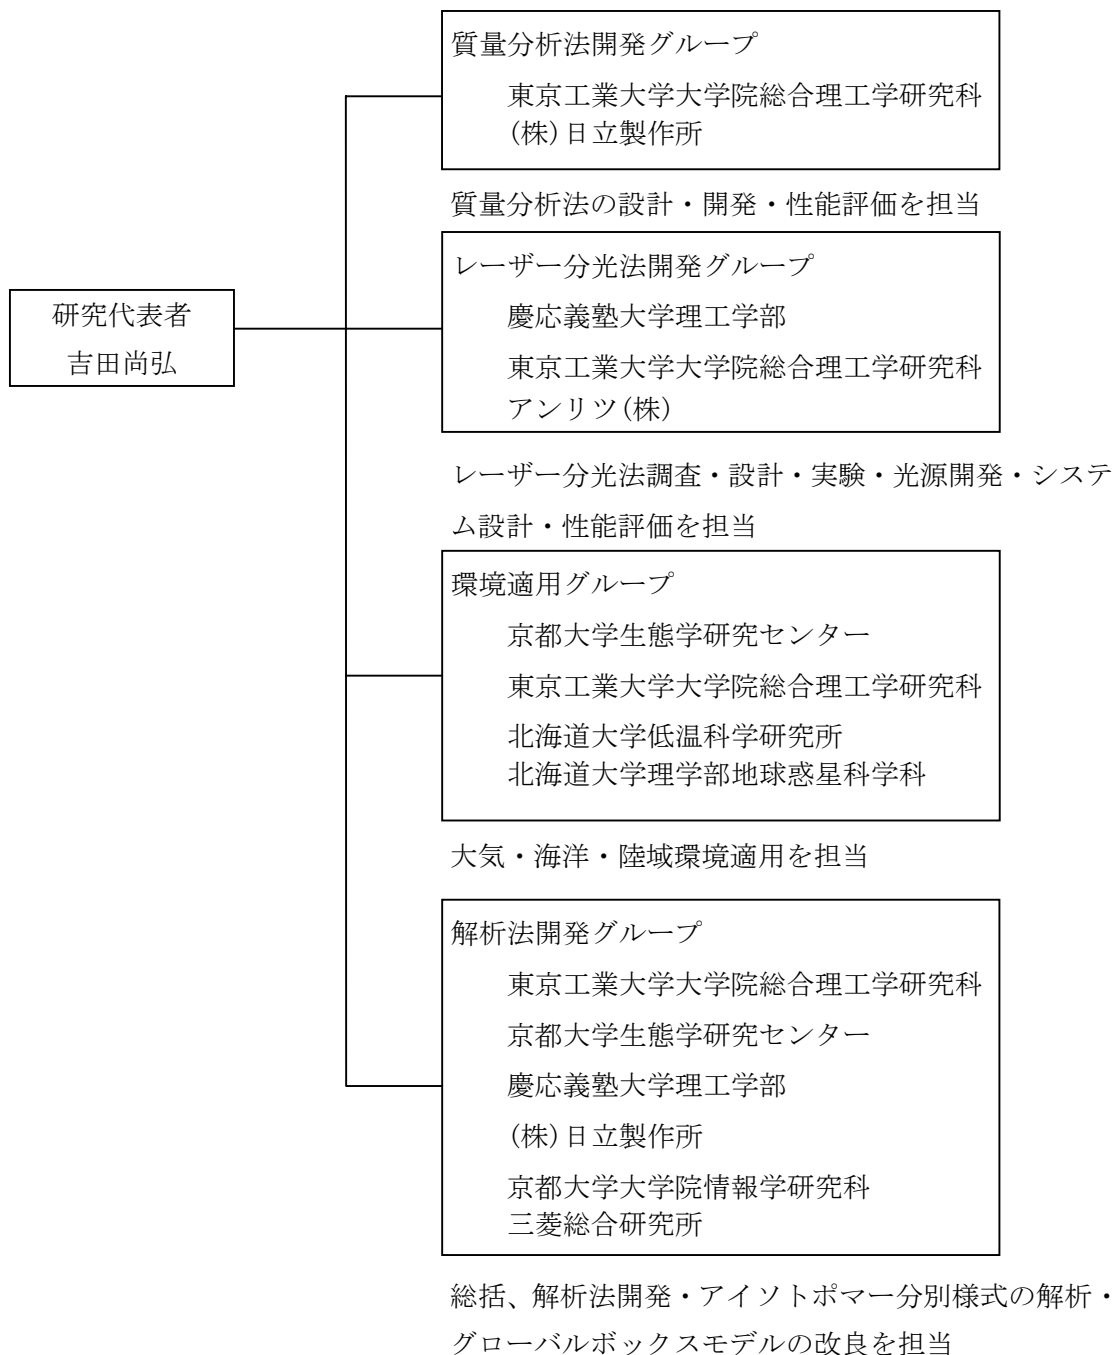 質量分析法開発グループ
東京工業大学大学院総合理工学研究科
(株)日立製作所
質量分析法の設計・開発・性能評価を担当
研究代表者
吉田尚弘
レーザー分光法開発グループ
慶応義塾大学理工学部
東京工業大学大学院総合理工学研究科
アンリツ(株)
レーザー分光法調査・設計・実験・光源開発・システ
ム設計・性能評価を担当
環境適用グループ
京都大学生態学研究センター
東京工業大学大学院総合理工学研究科
北海道大学低温科学研究所
北海道大学理学部地球惑星科学科
大気・海洋・陸域環境適用を担当
解析法開発グループ
東京工業大学大学院総合理工学研究科
京都大学生態学研究センター
慶応義塾大学理工学部
(株)日立製作所
京都大学大学院情報学研究科
三菱総合研究所
総括、解析法開発・アイソトポマー分別様式の解析・
グローバルボックスモデルの改良を担当